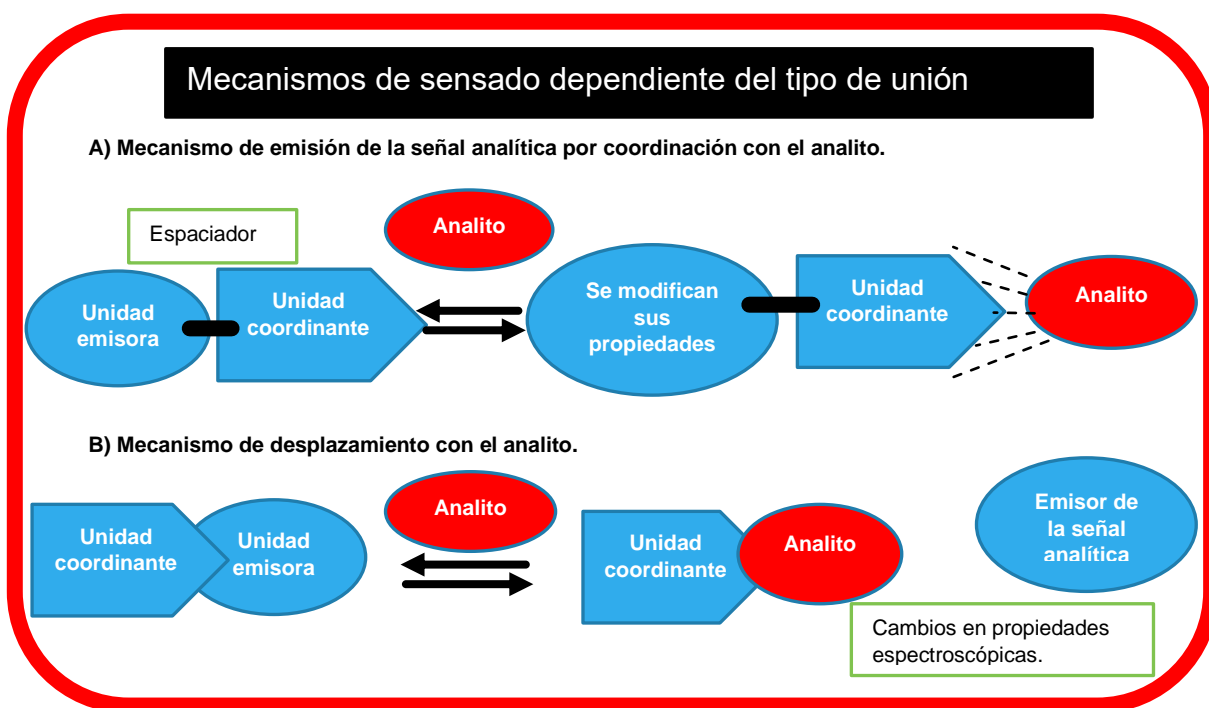 Mecanismos de sensado dependiente del tipo de unión
A) Mecanismo de emisión de la señal analítica por coordinación con el analito.
Espaciador
Analito
Unidad
emisora
Unidad
coordinante
Se modifican
sus
propiedades
Unidad
coordinante
Analito
B) Mecanismo de desplazamiento con el analito.
Unidad
coordinante
Unidad
emisora
Analito
Unidad
coordinante
Analito
Emisor de
la señal
analítica
Cambios en propiedades
espectroscópicas.